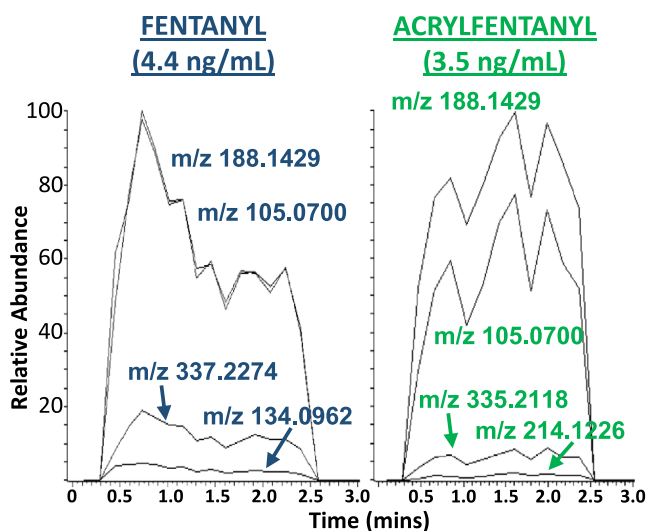 FENTANYL
(4.4 ng/mL)
ACRYLFENTANYL
(3.5 ng/mL)
Relative Abundance
100
80
60
40
20
m/z 188.1429
m/z 105.0700
m/z 337.2274
m/z 134.0962
m/z 188.1429
m/z 105.0700
m/z 335.2118
m/z 214.1226
0 0.5 1.0 1.5 2.0 2.5 3.0
0.5 1.0 1.5 2.0 2.5 3.0
Time (mins)